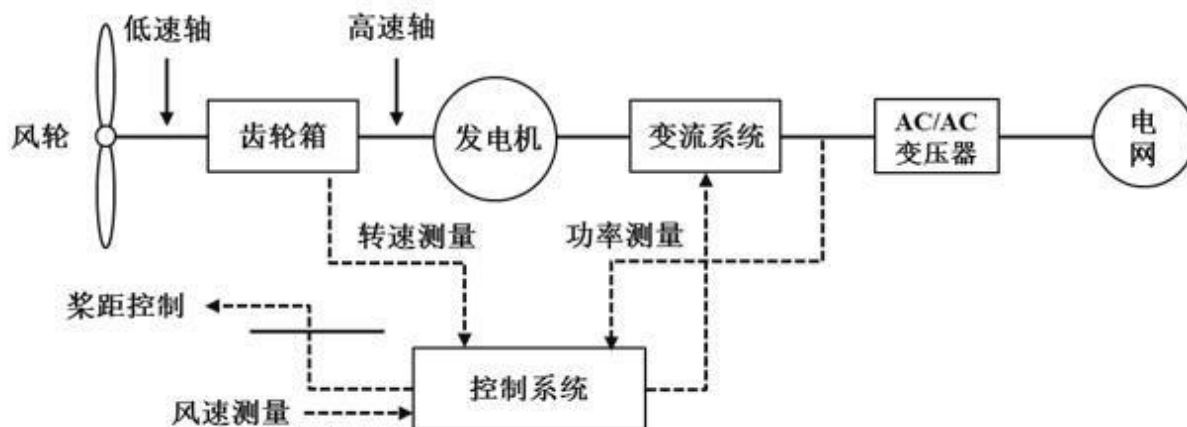 低速轴
高速轴
风轮
齿轮箱
发电机
变流系统
AC/AC
变压器
电
网
转速测量
功率测量
桨距控制
控制系统
风速测量